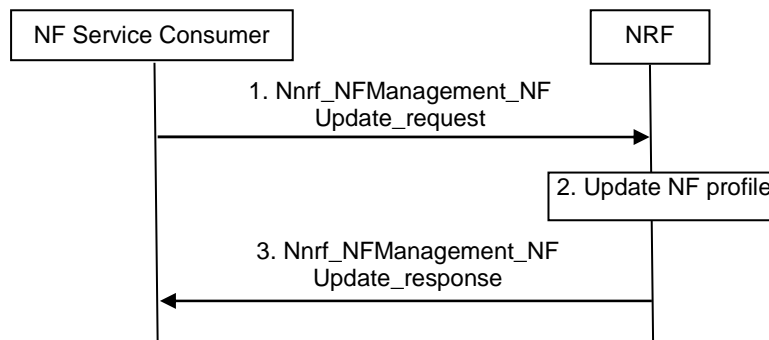 NF Service Consumer
NRF
1. Nnrf_NFManagement_NF
Update_request
2. Update NF profile
3. Nnrf_NFManagement_NF
Update_response